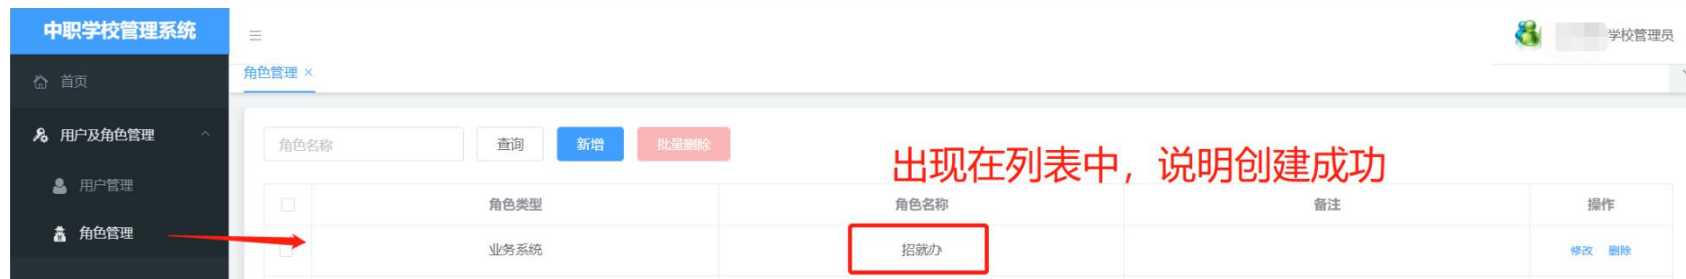 中职学校管理系统
学校管理员
首页
角色管理 ×
用户及角色管理
角色名称 查询 新增 批量删除
出现在列表中，说明创建成功
用户管理
角色类型 角色名称 备注 操作
角色管理
业务系统 招就办 修改 删除